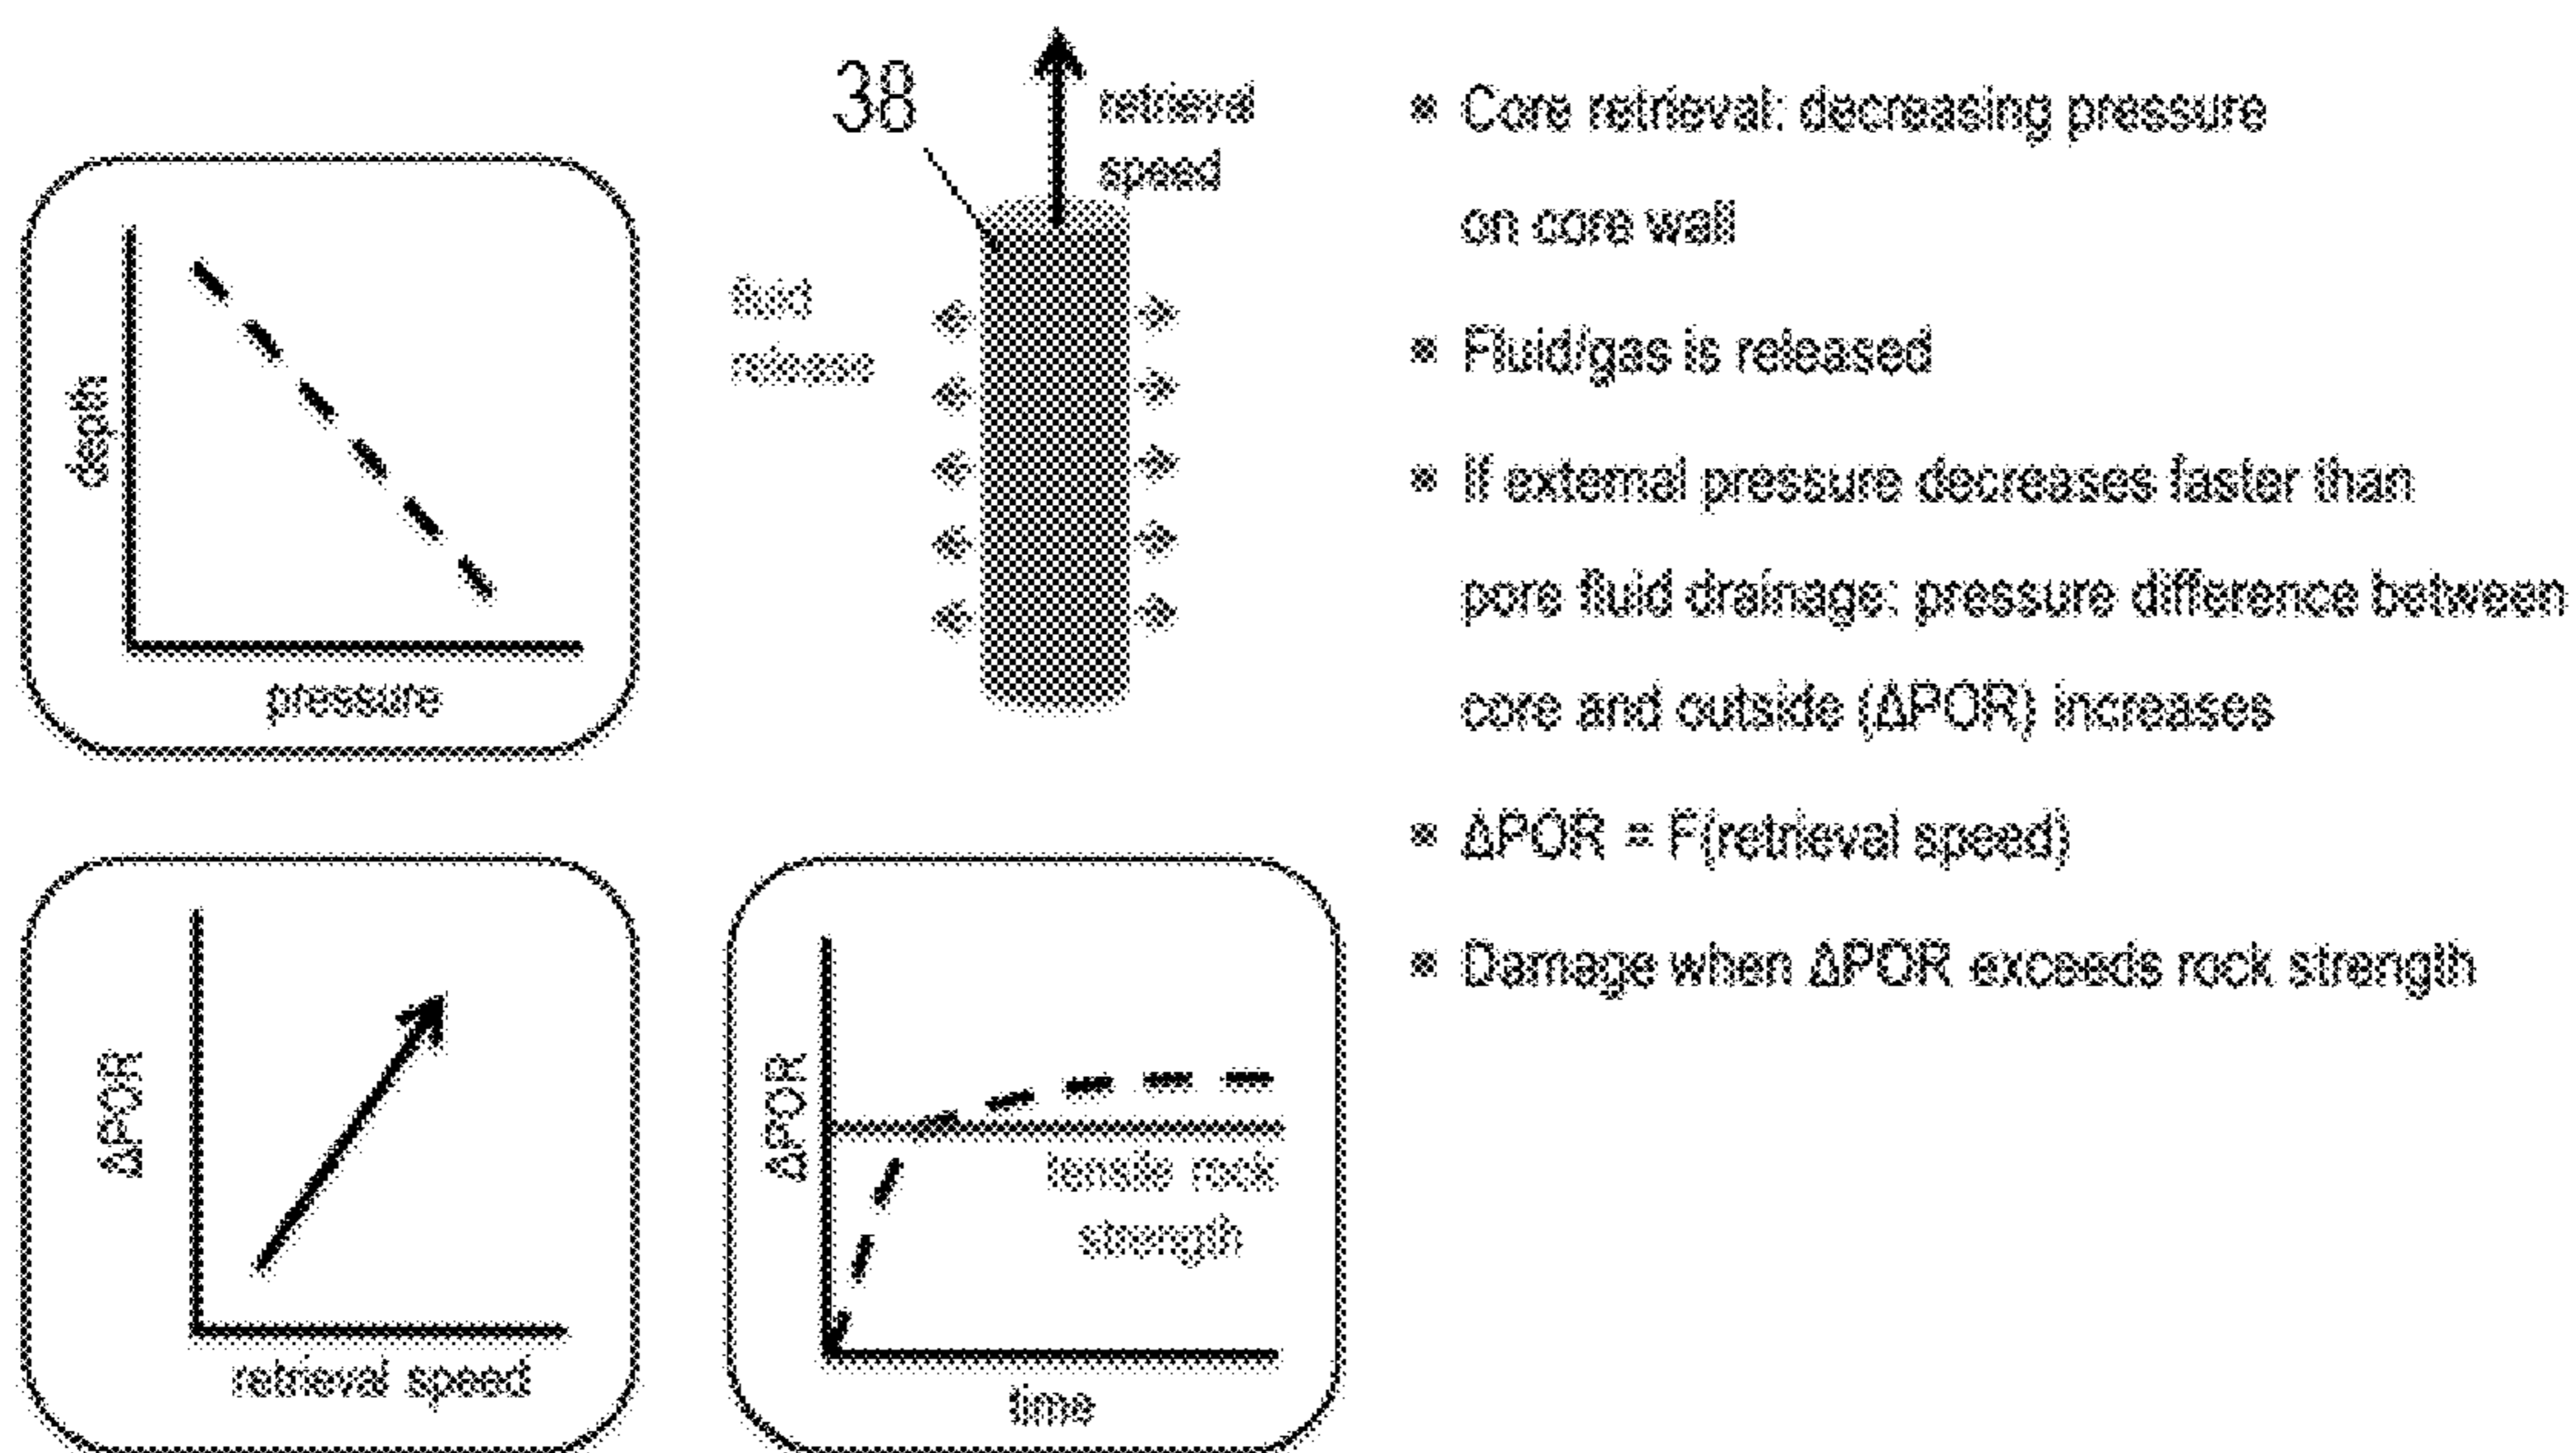 38
retrieval
speed
depth
pressure
fluid
release
ΔPOR
retrieval speed
ΔPOR
tensile rock
strength
time
▪ Core retrieval: decreasing pressure
on core wall
▪ Fluid/gas is released
▪ If external pressure decreases faster than
pore fluid drainage: pressure difference between
core and outside (ΔPOR) increases
▪ ΔPOR = F(retrieval speed)
▪ Damage when ΔPOR exceeds rock strength